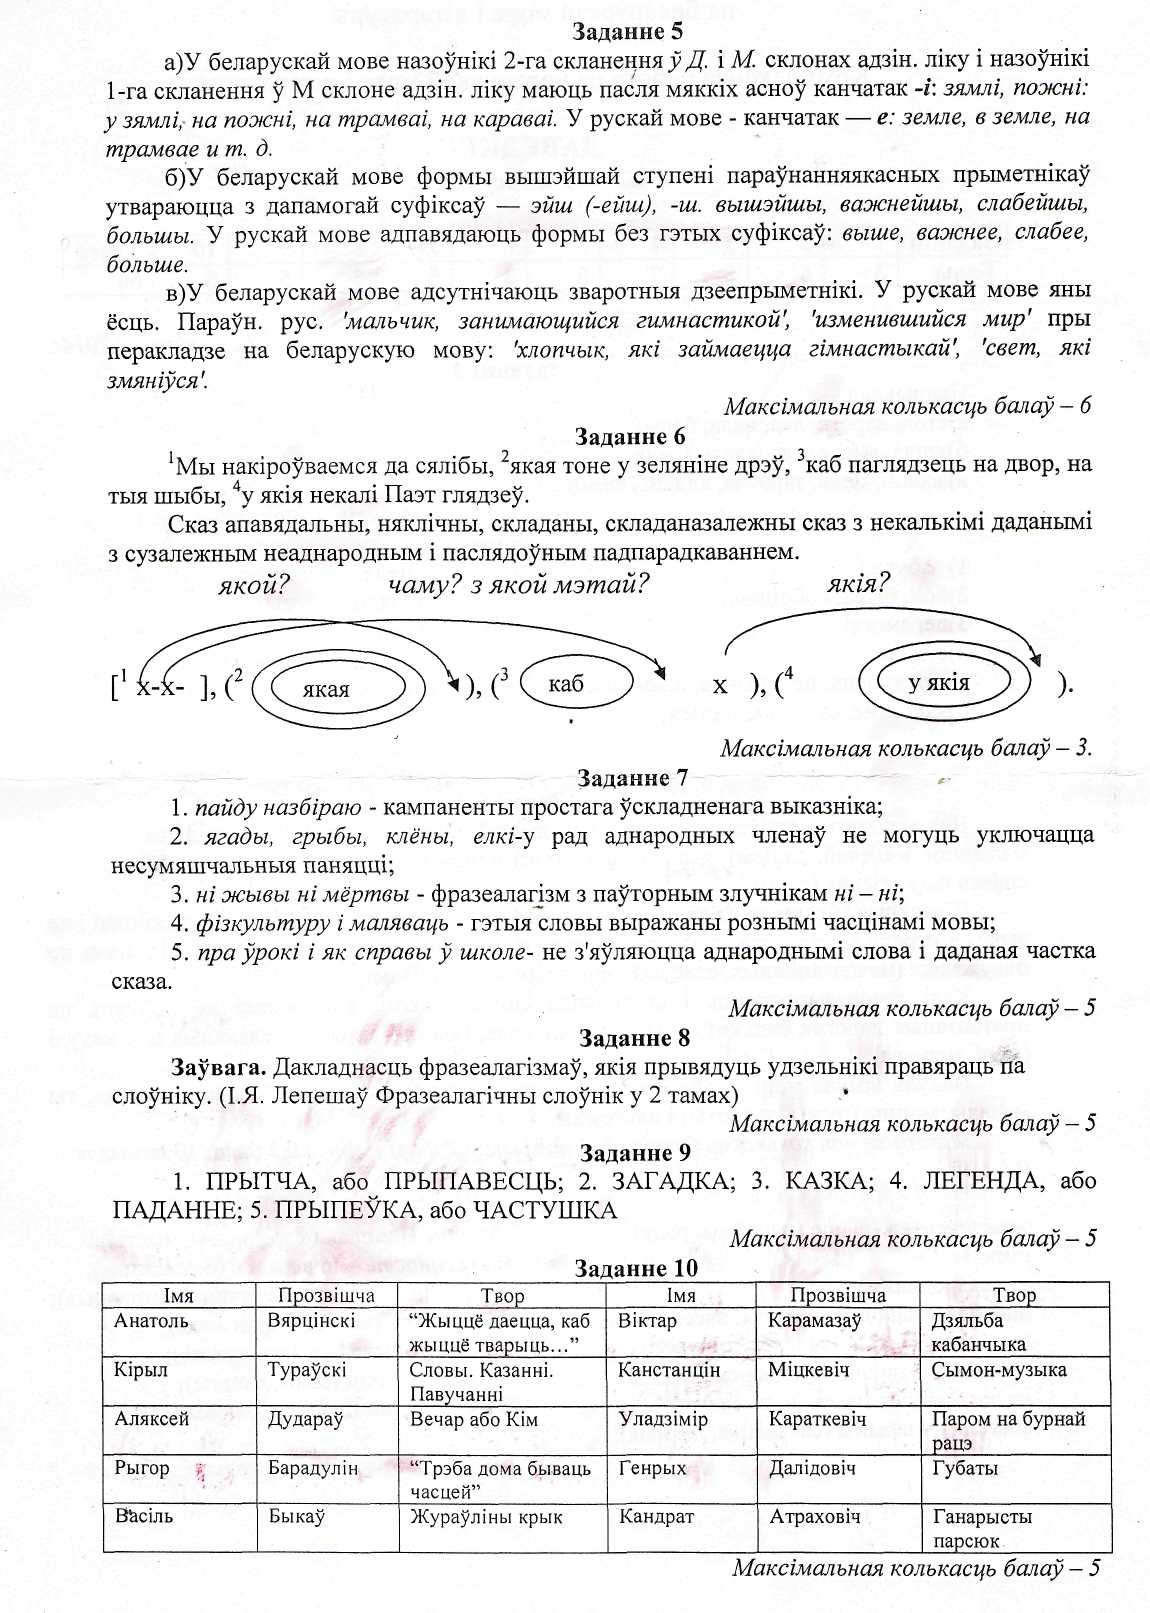 Заданне 5
а)У беларускай мове назоўнікі 2-га скланення ў Д. і М. склонах адзін. ліку і назоўнікі
1-га скланення ў М склоне адзін. ліку маюць пасля мяккіх асноў канчатак -і: зямлі, пожні:
у зямлі, на пожні, на трамваі, на караваі. У рускай мове - канчатак — е: земле, в земле, на
трамвае и т. д.
б)У беларускай мове формы вышэйшай ступені параўнанняякасных прыметнікаў
утвараюцца з дапамогай суфіксаў — эйш (-ейш), -ш. вышэйшы, важнейшы, слабейшы,
большы. У рускай мове адпавядаюць формы без гэтых суфіксаў: выше, важнее, слабее,
больше.
в)У беларускай мове адсутнічаюць зваротныя дзеепрыметнікі. У рускай мове яны
ёсць. Параўн. рус. 'мальчик, занимающийся гимнастикой', 'изменившийся мир' пры
перакладзе на беларускую мову: 'хлопчык, які займаецца гімнастыкай', 'свет, які
змяніўся'.
Максімальная колькасць балаў – 6
Заданне 6
¹Мы накіроўваемся да сялібы, ²якая тоне у зеляніне дрэў, ³каб паглядзець на двор, на
тыя шыбы, ⁴у якія некалі Паэт глядзеў.
Сказ апавядальны, няклічны, складаны, складаназалежны сказ з некалькімі даданымі
з сузалежным неаднародным і паслядоўным падпарадкаваннем.
якой? чаму? з якой мэтай? якія?
[¹ х-х- ], (² якая ), (³ каб х ), (⁴ у якія ).
Максімальная колькасць балаў – 3.
Заданне 7
1. пайду назбіраю - кампаненты простага ўскладненага выказніка;
2. ягады, грыбы, клёны, елкі-у рад аднародных членаў не могуць уключацца
несумяшчальныя паняцці;
3. ні жывы ні мёртвы - фразеалагізм з паўторным злучнікам ні – ні;
4. фізкультуру і маляваць - гэтыя словы выражаны рознымі часцінамі мовы;
5. пра ўрокі і як справы ў школе- не з'яўляюцца аднароднымі слова і даданая частка
сказа.
Максімальная колькасць балаў – 5
Заданне 8
Заўвага. Дакладнасць фразеалагізмаў, якія прывядуць удзельнікі правяраць па
слоўніку. (І.Я. Лепешаў Фразеалагічны слоўнік у 2 тамах)
Максімальная колькасць балаў – 5
Заданне 9
1. ПРЫТЧА, або ПРЫПАВЕСЦЬ; 2. ЗАГАДКА; 3. КАЗКА; 4. ЛЕГЕНДА, або
ПАДАННЕ; 5. ПРЫПЕЎКА, або ЧАСТУШКА
Максімальная колькасць балаў – 5
Заданне 10
Імя Прозвішча Твор Імя Прозвішча Твор
Анатоль Вярцінскі “Жыццё даецца, каб Віктар Карамазаў Дзяльба
жыццё тварыць...” кабанчыка
Кірыл Тураўскі Словы. Казанні. Канстанцін Міцкевіч Сымон-музыка
Павучанні
Аляксей Дудараў Вечар або Кім Уладзімір Караткевіч Паром на бурнай
рацэ
Рыгор Барадулін “Трэба дома бываць Генрых Далідовіч Губаты
часцей”
Васіль Быкаў Жураўліны крык Кандрат Атраховіч Ганарысты
парсюк
Максімальная колькасць балаў – 5